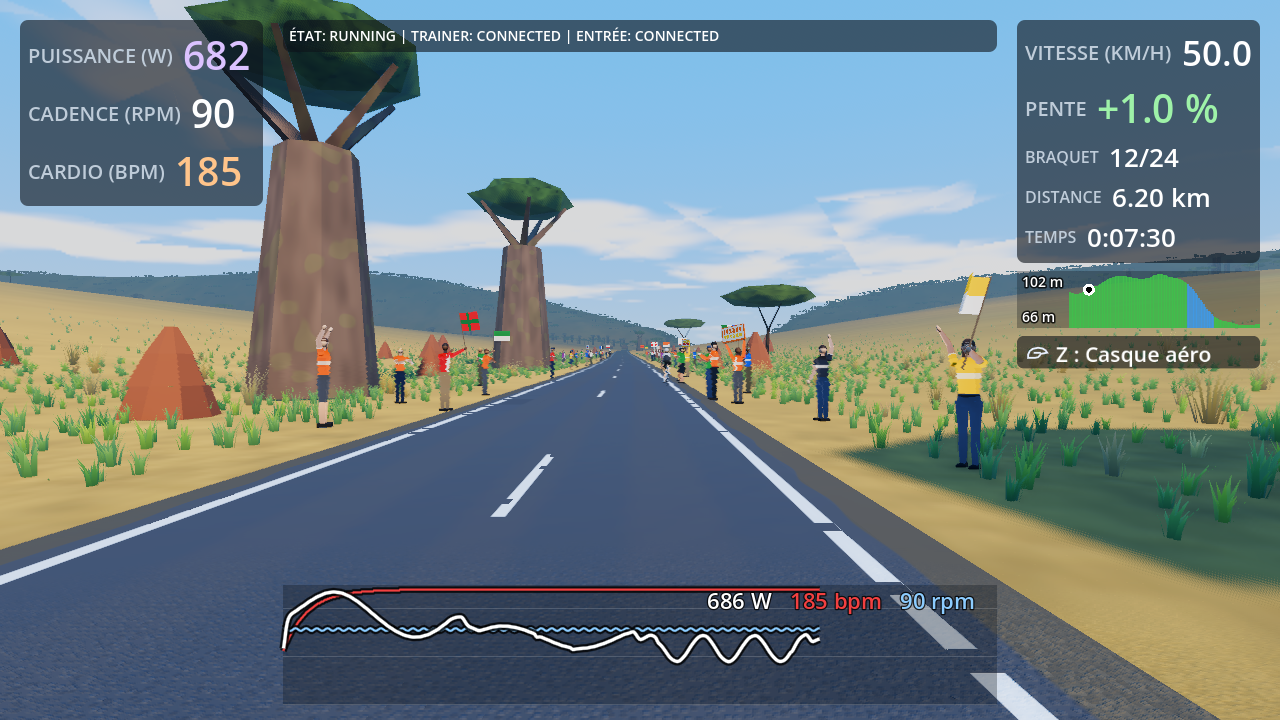 PUISSANCE (W) 682
CADENCE (RPM) 90
CARDIO (BPM) 185
ÉTAT: RUNNING | TRAINER: CONNECTED | ENTRÉE: CONNECTED
VITESSE (KM/H) 50.0
PENTE +1.0 %
BRAQUET 12/24
DISTANCE 6.20 km
TEMPS 0:07:30
102 m
66 m
Z : Casque aéro
686 W 185 bpm 90 rpm